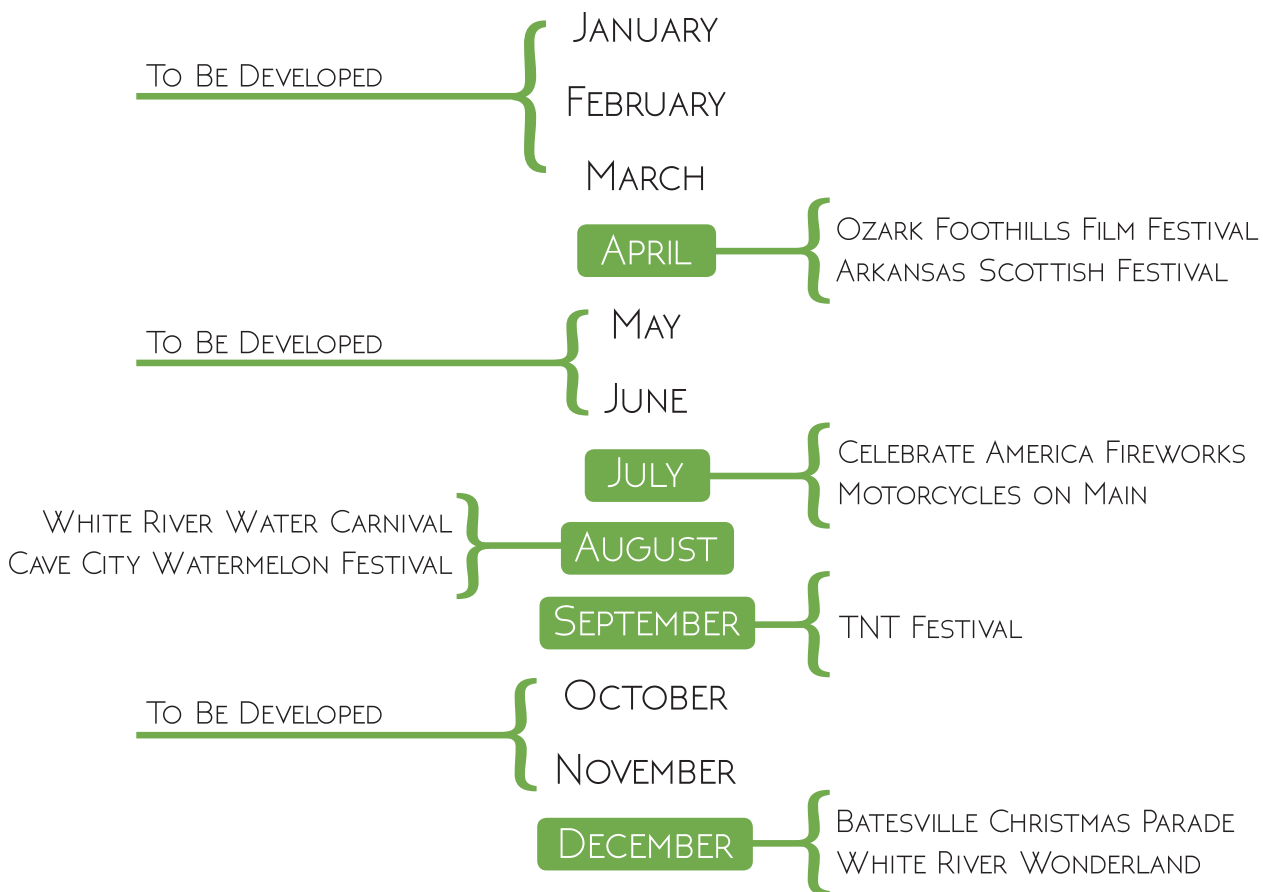 January
To Be Developed
February
March
April
Ozark Foothills Film Festival
Arkansas Scottish Festival
May
To Be Developed
June
July
Celebrate America Fireworks
Motorcycles on Main
White River Water Carnival
Cave City Watermelon Festival
August
September
TNT Festival
October
To Be Developed
November
December
Batesville Christmas Parade
White River Wonderland